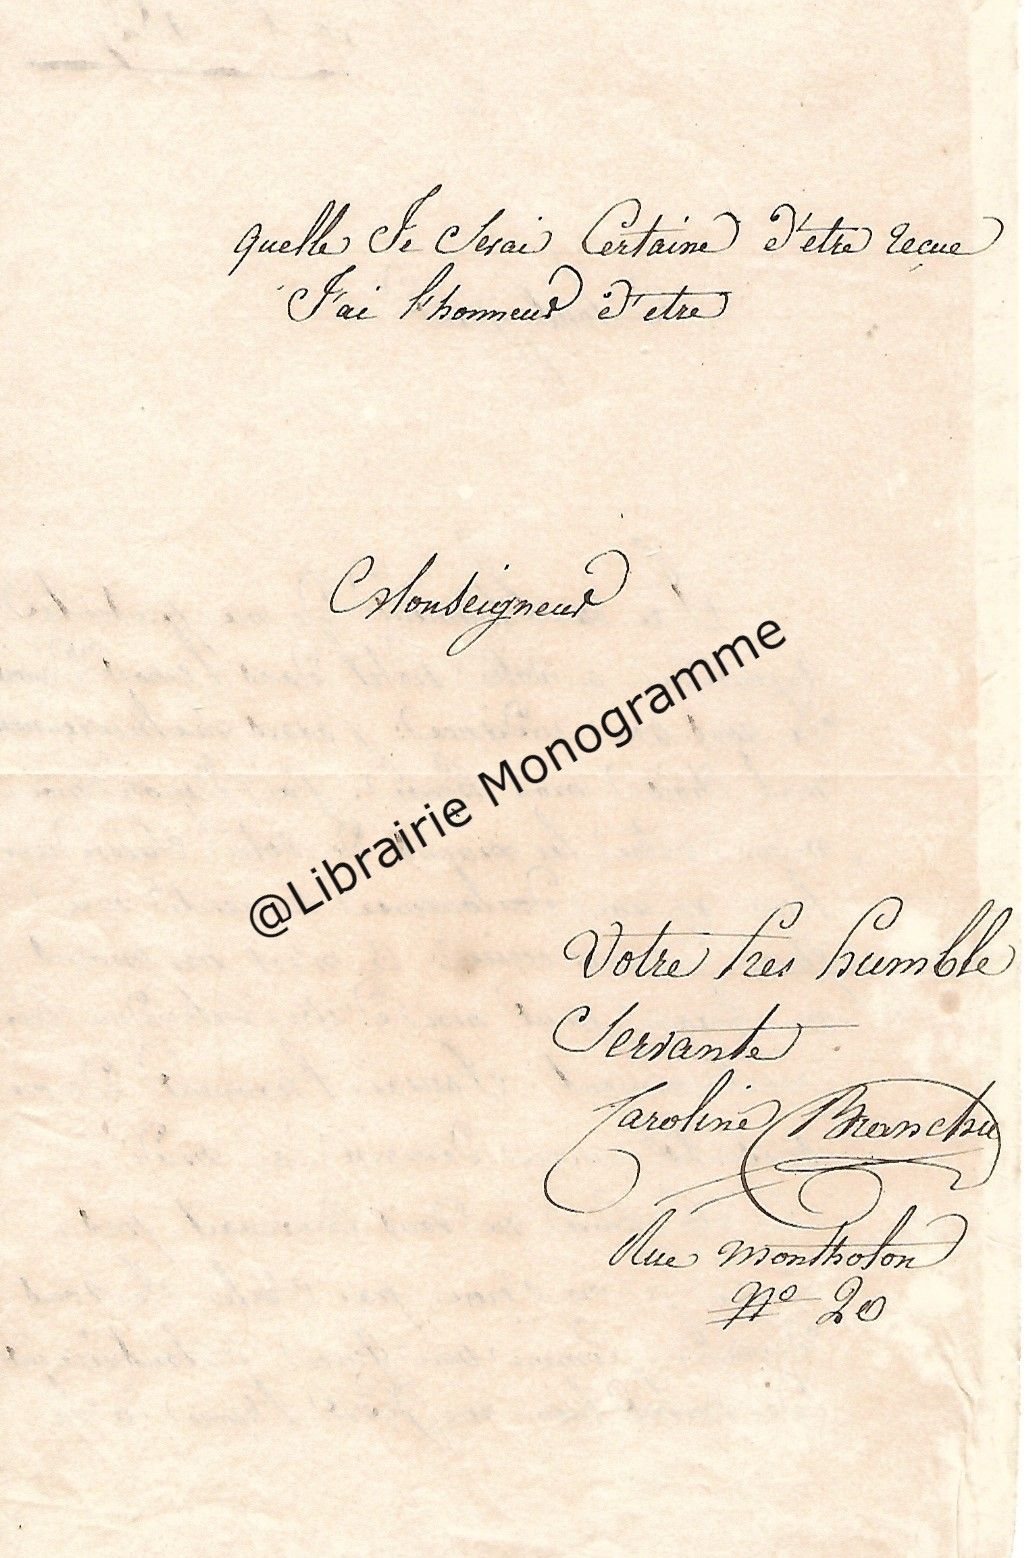 quelle Je serai Certaine d'etre reçue
J'ai l'honneur d'etre
Monseigneur
@Librairie Monogramme
Votre tres humble
Servante
Caroline Branchu
Rue montholon
N° 20